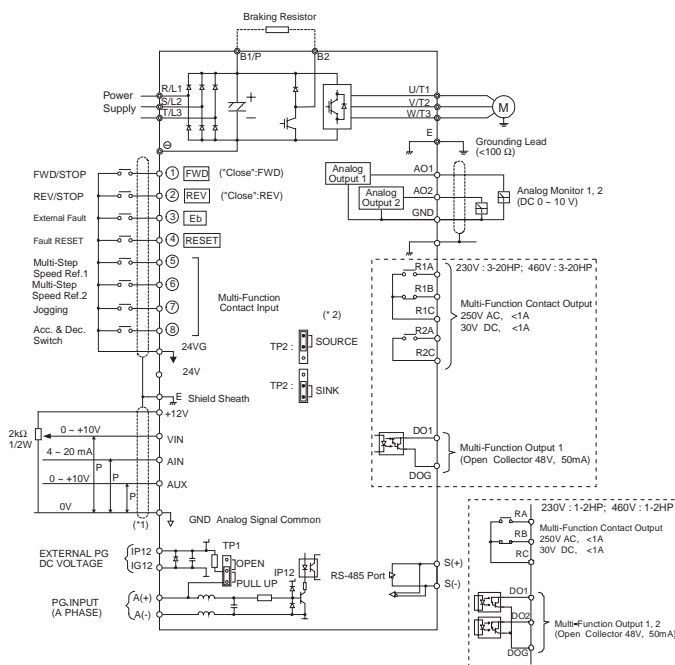 Braking Resistor
B1/P
B2
R/L1
Power
Supply
S/L2
T/L3
+
−
⊖
U/T1
V/T2
W/T3
M
E
Grounding Lead
(<100 Ω)
Analog
Output 1
Analog
Output 2
AO1
AO2
GND
Analog Monitor 1, 2
(DC 0 ~ 10 V)
FWD/STOP
① FWD ("Close":FWD)
REV/STOP
② REV ("Close":REV)
External Fault
③ Eb
Fault RESET
④ RESET
Multi-Step
Speed Ref.1
⑤
Multi-Step
Speed Ref.2
⑥
Jogging
⑦
Acc. & Dec.
Switch
⑧
Multi-Function
Contact Input
24VG
24V
E Shield Sheath
(* 2)
TP2 : SOURCE
TP2 : SINK
R1A
R1B
R1C
R2A
R2C
230V : 3-20HP; 460V : 3-20HP
Multi-Function Contact Output
250V AC, <1A
30V DC, <1A
DO1
DOG
Multi-Function Output 1
(Open Collector 48V, 50mA)
+12V
2kΩ
1/2W
0 ~ +10V
VIN
4 ~ 20 mA
AIN
P
0 ~ +10V
AUX
P
0V
(*1)
GND Analog Signal Common
EXTERNAL PG
DC VOLTAGE
IP12
IG12
TP1
OPEN
PULL UP
IP12
PG.INPUT
(A PHASE)
A(+)
A(-)
RS-485 Port
S(+)
S(-)
230V : 1-2HP; 460V : 1-2HP
RA
RB
RC
Multi-Function Contact Output
250V AC, <1A
30V DC, <1A
DO1
DO2
DOG
Multi-Function Output 1, 2
(Open Collector 48V, 50mA)